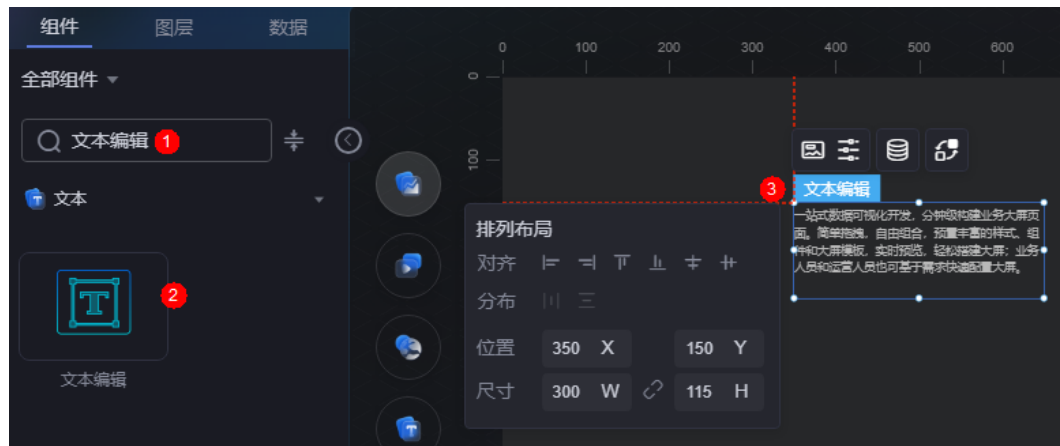 组件 图层 数据
全部组件
文本编辑 1
文本
2
文本编辑
0 100 200 300 400 500 600
0
100
3 文本编辑
一站式数据可视化开发，分钟级构建业务大屏页
面。简单拖拽，自由组合，预置丰富的样式、组
件和大屏模板，实时预览，轻松搭建大屏；业务
人员和运营人员也可基于需求快速配置大屏。
排列布局
对齐
分布
位置 350 X 150 Y
尺寸 300 W 115 H